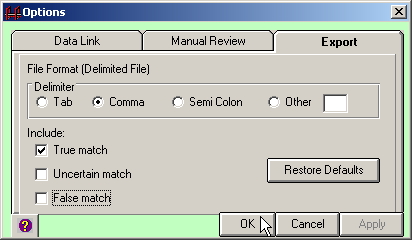 Options
Data Link Manual Review Export
File Format (Delimited File)
Delimiter
Tab Comma Semi Colon Other
Include:
True match
Uncertain match
Restore Defaults
False match
? OK Cancel Apply